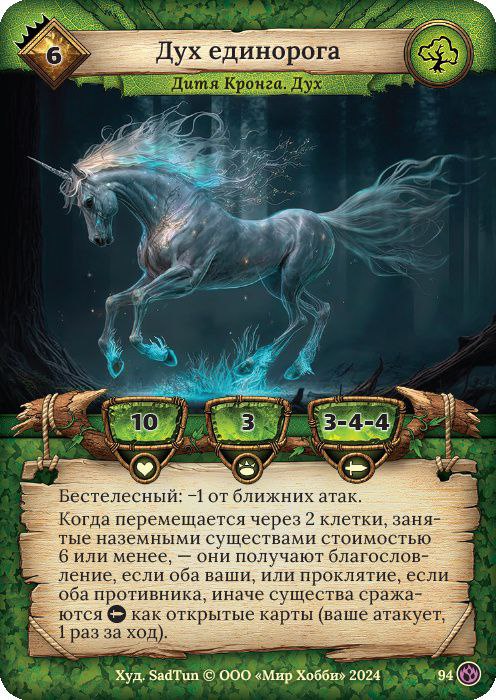 6
Дух единорога
Дитя Кронга. Дух
10
3
3-4-4
Бестелесный: −1 от ближних атак.
Когда перемещается через 2 клетки, заня-
тые наземными существами стоимостью
6 или менее, — они получают благослов-
ление, если оба ваши, или проклятие, если
оба противника, иначе существа сража-
ются как открытые карты (ваше атакует,
1 раз за ход).
Худ. SadTun © ООО «Мир Хобби» 2024
94